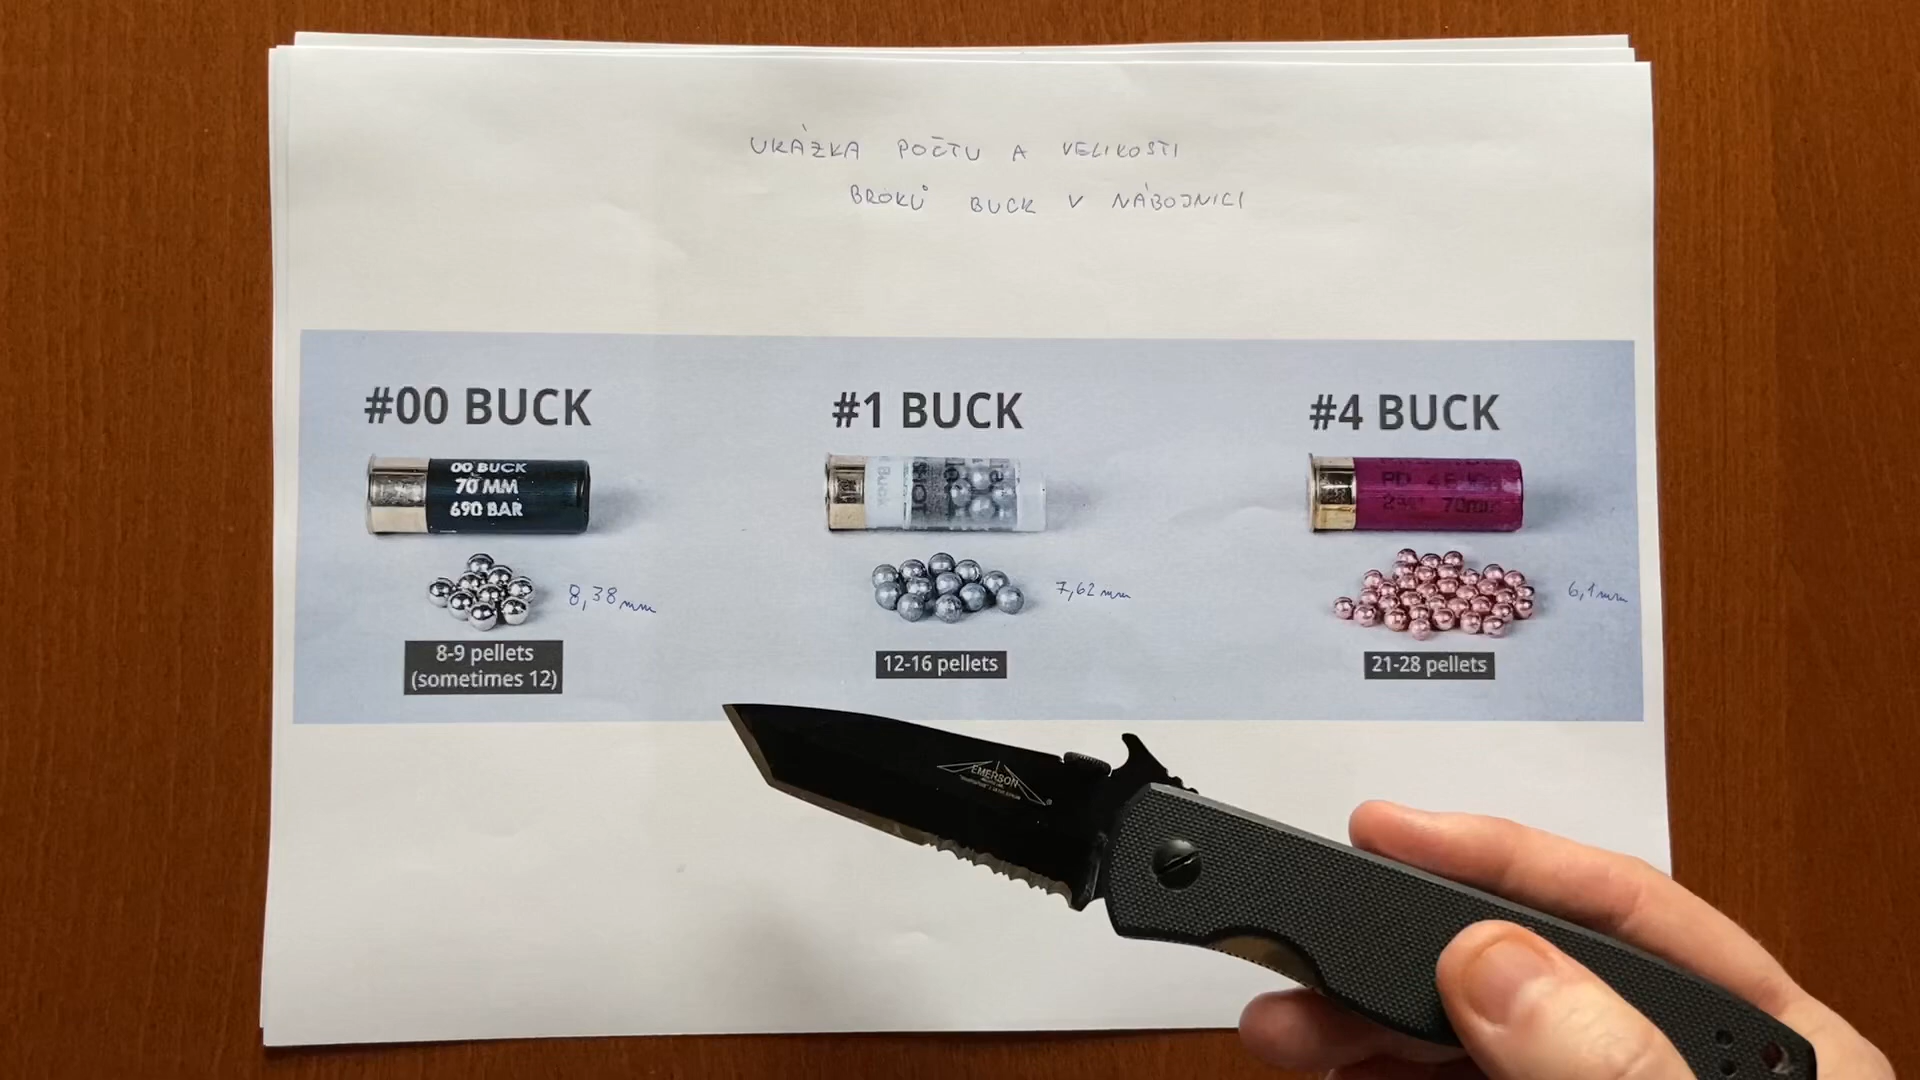 UKÁZKA POČTU A VELIKOSTI
BROKŮ BUCK V NÁBOJNICI
#00 BUCK
#1 BUCK
#4 BUCK
00 BUCK
70 MM
690 BAR
8,38 mm
7,62 mm
6,1 mm
8-9 pellets
(sometimes 12)
12-16 pellets
21-28 pellets
EMERSON